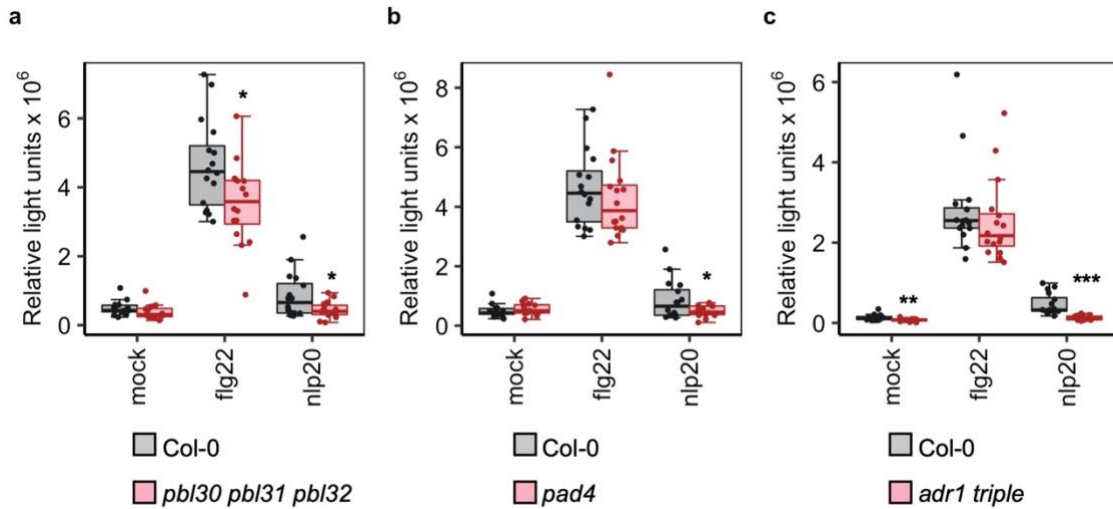 a
b
c
Relative light units x 10⁶
0
2
4
6
*
*
mock
flg22
nlp20
Col-0
pbl30 pbl31 pbl32
Relative light units x 10⁶
0
2
4
6
8
*
mock
flg22
nlp20
Col-0
pad4
Relative light units x 10⁶
0
2
4
6
**
***
mock
flg22
nlp20
Col-0
adr1 triple